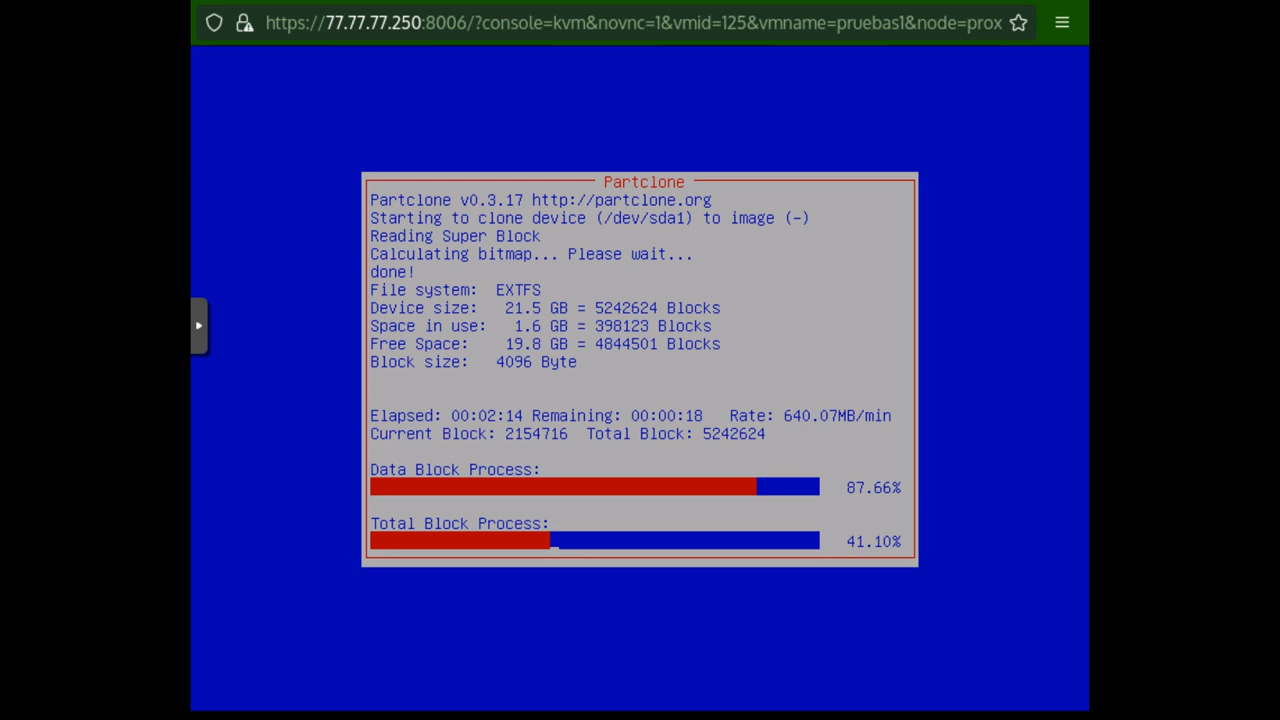 https://77.77.77.250:8006/?console=kvm&novnc=1&vmid=125&vmname=pruebas1&node=prox
Partclone
Partclone v0.3.17 http://partclone.org
Starting to clone device (/dev/sda1) to image (-)
Reading Super Block
Calculating bitmap... Please wait...
done!
File system:  EXTFS
Device size:   21.5 GB = 5242624 Blocks
Space in use:   1.6 GB = 398123 Blocks
Free Space:    19.8 GB = 4844501 Blocks
Block size:   4096 Byte
Elapsed: 00:02:14 Remaining: 00:00:18   Rate: 640.07MB/min
Current Block: 2154716  Total Block: 5242624
Data Block Process:
87.66%
Total Block Process:
41.10%